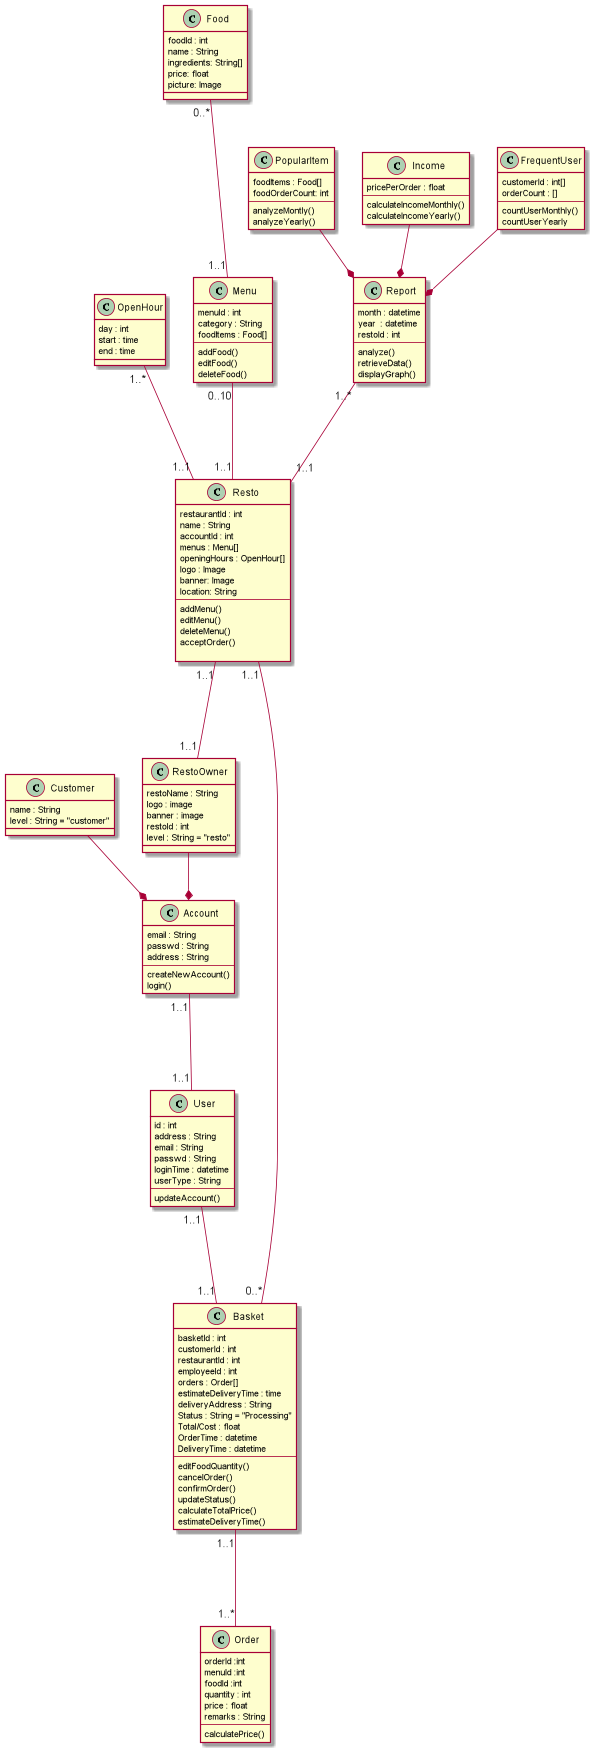 C Food
foodId : int
name : String
ingredients: String[]
price: float
picture: Image
0..*
C PopularItem
foodItems : Food[]
foodOrderCount: int
analyzeMontly()
analyzeYearly()
C Income
pricePerOrder : float
calculateIncomeMonthly()
calculateIncomeYearly()
C FrequentUser
customerId : int[]
orderCount : []
countUserMonthly()
countUserYearly
1..1
C OpenHour
day : int
start : time
end : time
1..*
C Menu
menuId : int
category : String
foodItems : Food[]
addFood()
editFood()
deleteFood()
0..10
C Report
month : datetime
year : datetime
restoId : int
analyze()
retrieveData()
displayGraph()
1..*
1..1
1..1
1..1
C Resto
restaurantId : int
name : String
accountId : int
menus : Menu[]
openingHours : OpenHour[]
logo : Image
banner: Image
location: String
addMenu()
editMenu()
deleteMenu()
acceptOrder()
1..1
1..1
1..1
C Customer
name : String
level : String = "customer"
C RestoOwner
restoName : String
logo : image
banner : image
restoId : int
level : String = "resto"
C Account
email : String
passwd : String
address : String
createNewAccount()
login()
1..1
1..1
C User
id : int
address : String
email : String
passwd : String
loginTime : datetime
userType : String
updateAccount()
1..1
1..1
0..*
C Basket
basketId : int
customerId : int
restaurantId : int
employeeId : int
orders : Order[]
estimateDeliveryTime : time
deliveryAddress : String
Status : String = "Processing"
Total/Cost : float
OrderTime : datetime
DeliveryTime : datetime
editFoodQuantity()
cancelOrder()
confirmOrder()
updateStatus()
calculateTotalPrice()
estimateDeliveryTime()
1..1
1..*
C Order
orderId :int
menuId :int
foodId :int
quantity : int
price : float
remarks : String
calculatePrice()